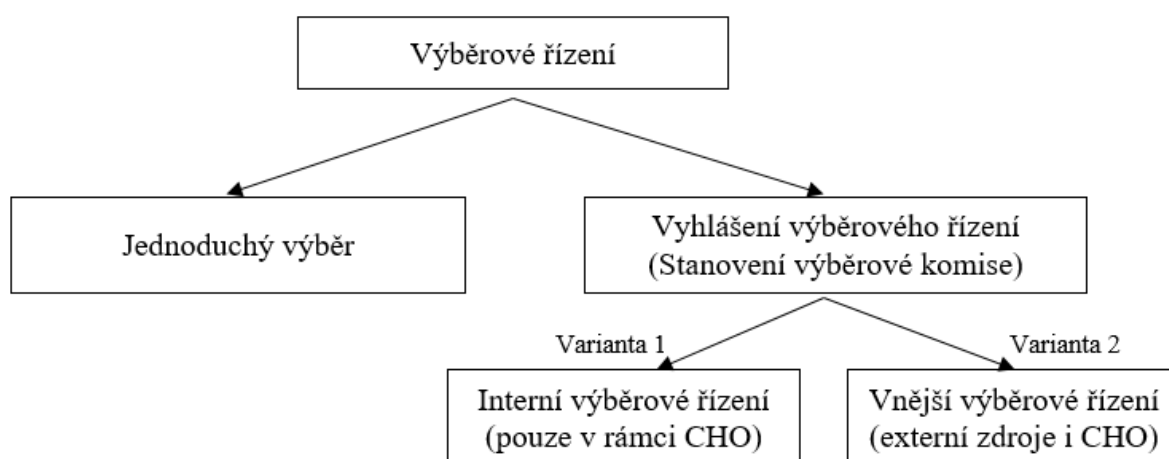 Výběrové řízení
Jednoduchý výběr
Vyhlášení výběrového řízení
(Stanovení výběrové komise)
Varianta 1
Varianta 2
Interní výběrové řízení
(pouze v rámci CHO)
Vnější výběrové řízení
(externí zdroje i CHO)